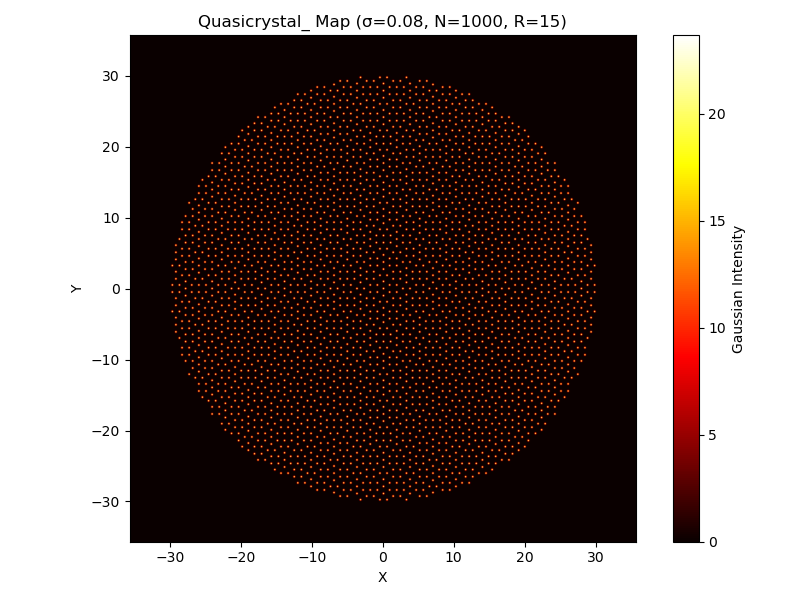 Quasicrystal_ Map (σ=0.08, N=1000, R=15)
30
20
10
0
−10
−20
−30
Y
−30 −20 −10 0 10 20 30
X
20
15
10
5
0
Gaussian Intensity